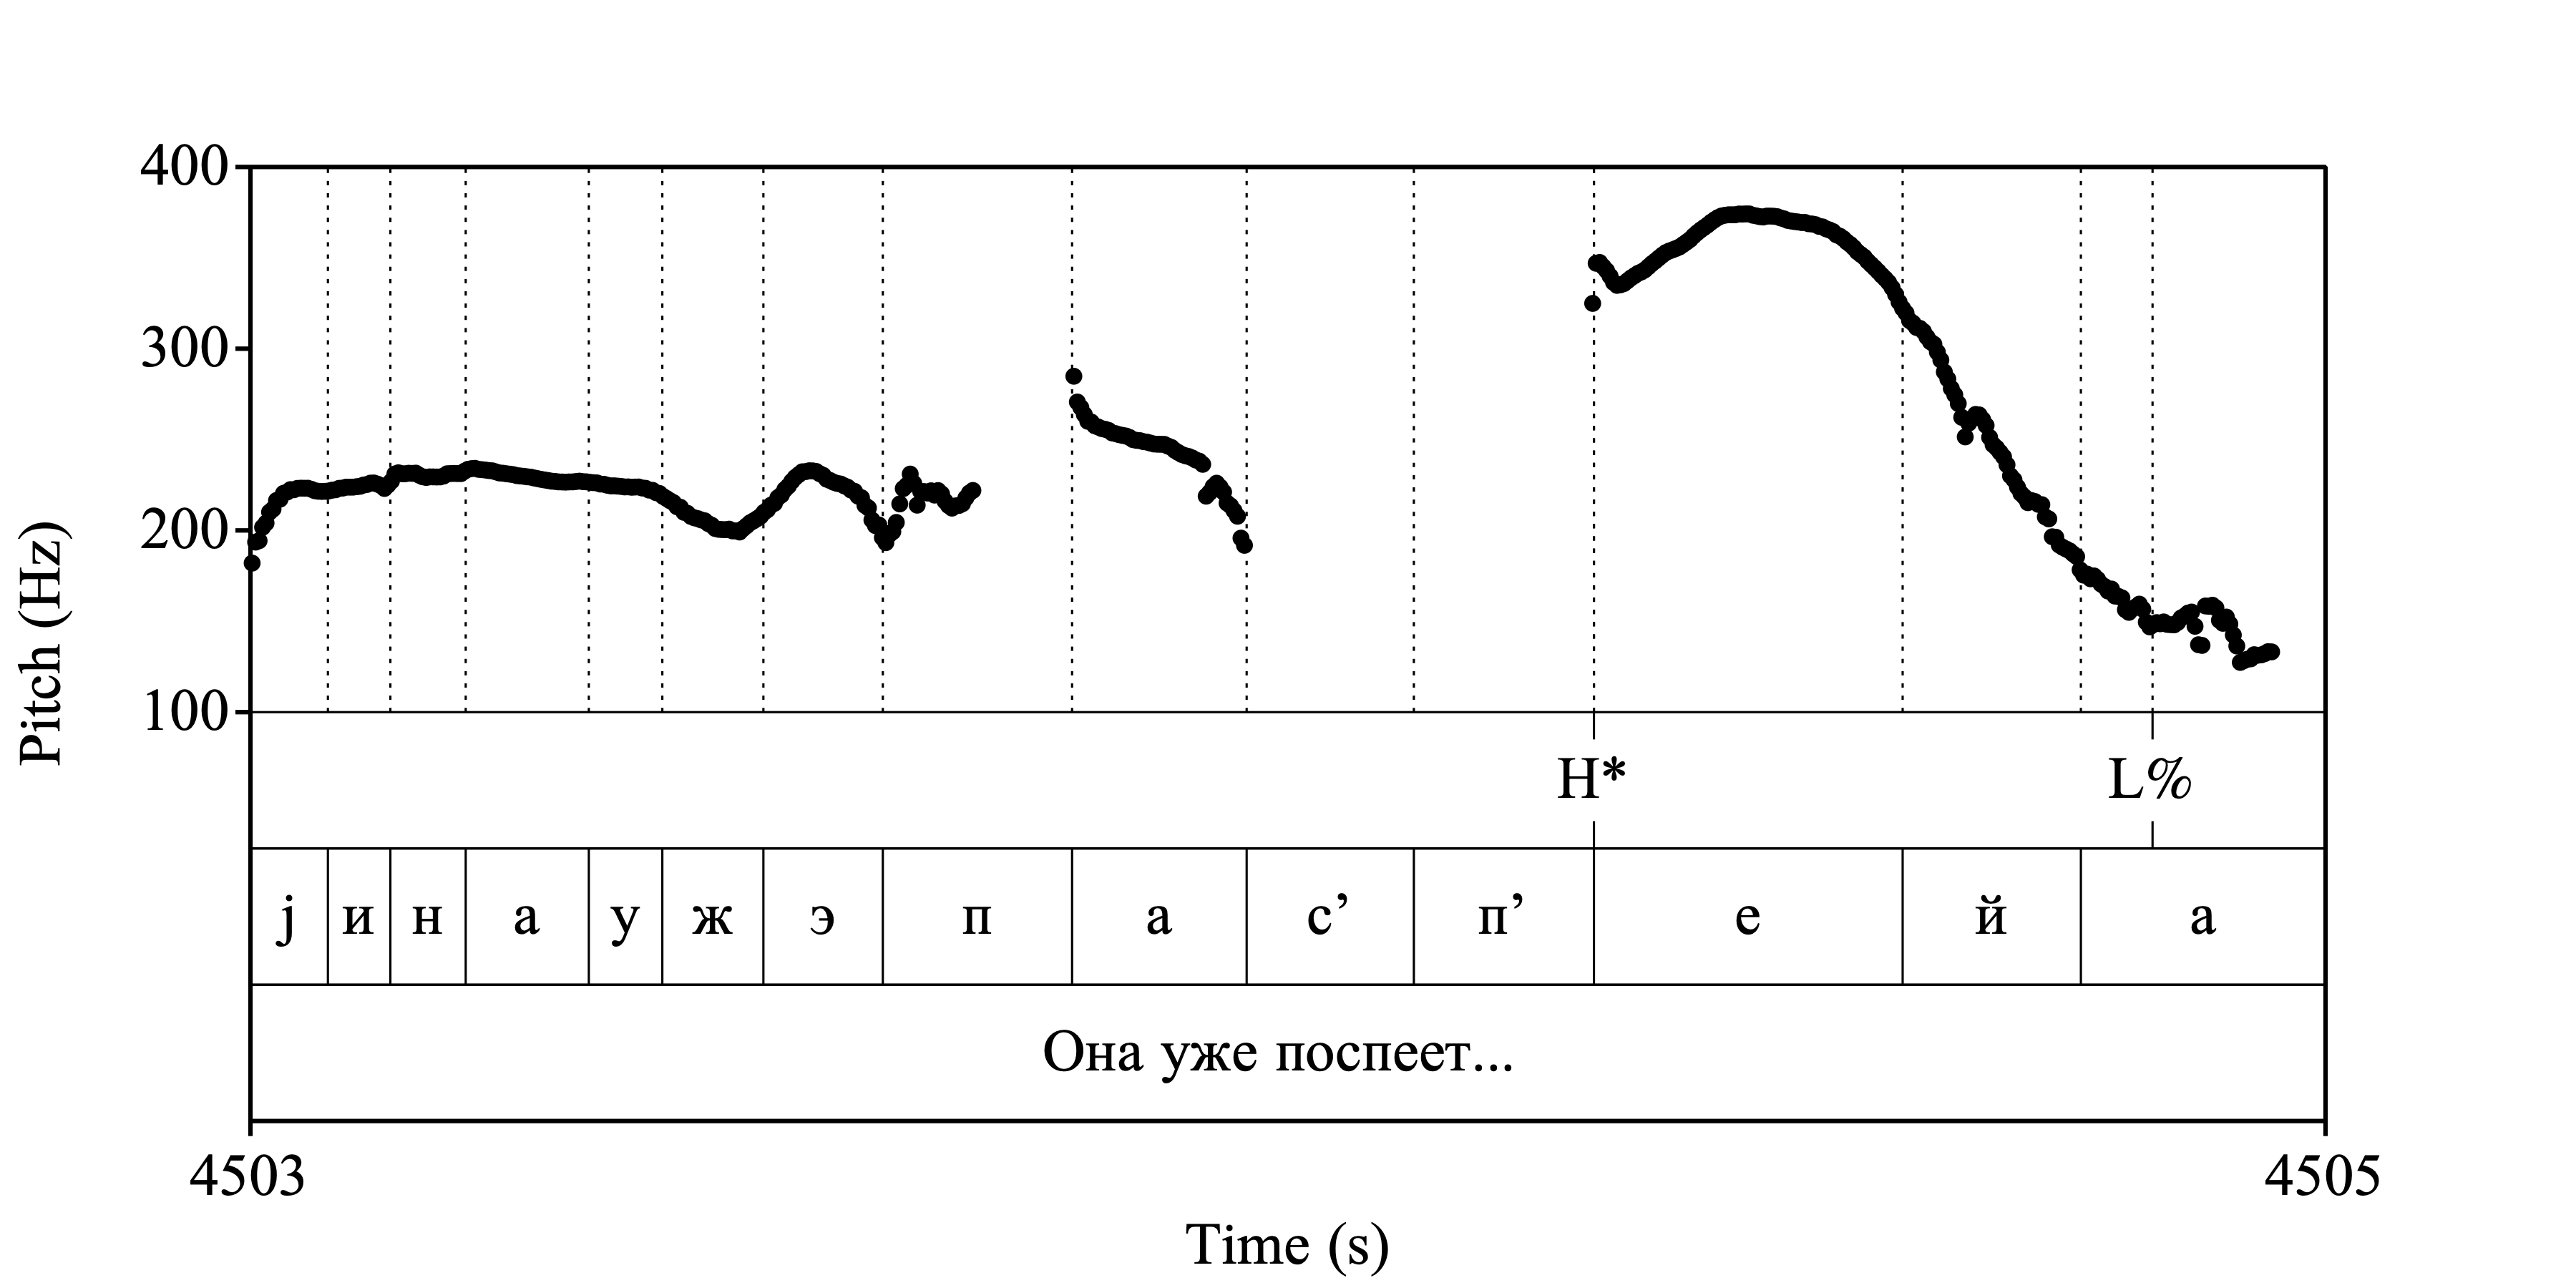 400
300
200
100
Pitch (Hz)
H* L%
j и н а у ж э п а с’ п’ е й а
Она уже поспеет...
4503 4505
Time (s)